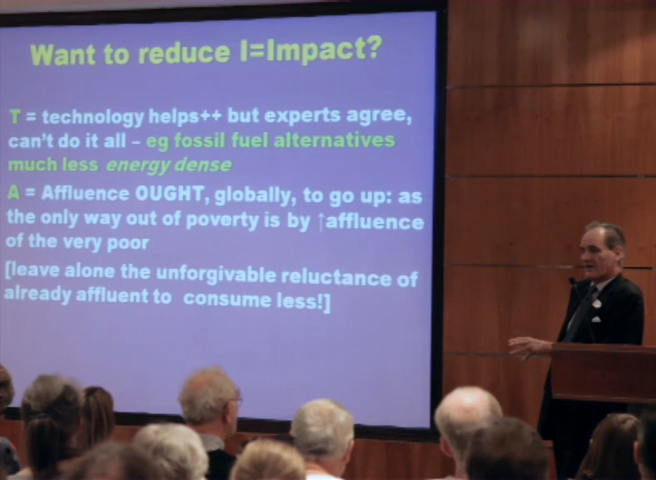 Want to reduce I=Impact?
T = technology helps++ but experts agree,
can't do it all – eg fossil fuel alternatives
much less energy dense
A = Affluence OUGHT, globally, to go up: as
the only way out of poverty is by ↑affluence
of the very poor
[leave alone the unforgivable reluctance of
already affluent to consume less!]